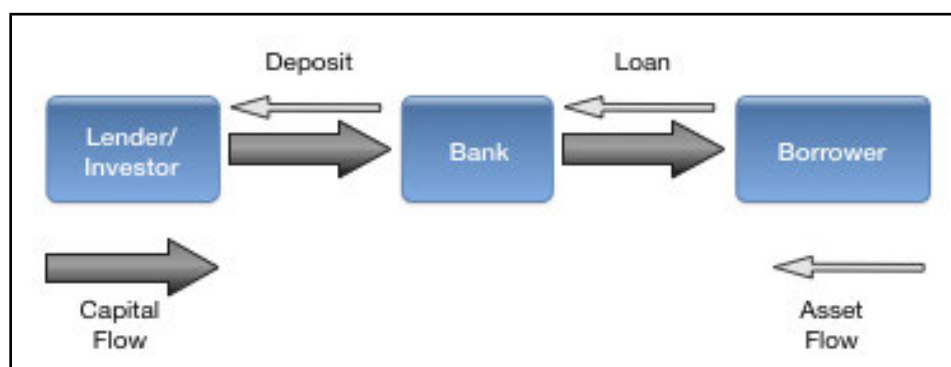 Deposit
Loan
Lender/
Investor
Bank
Borrower
Capital
Flow
Asset
Flow